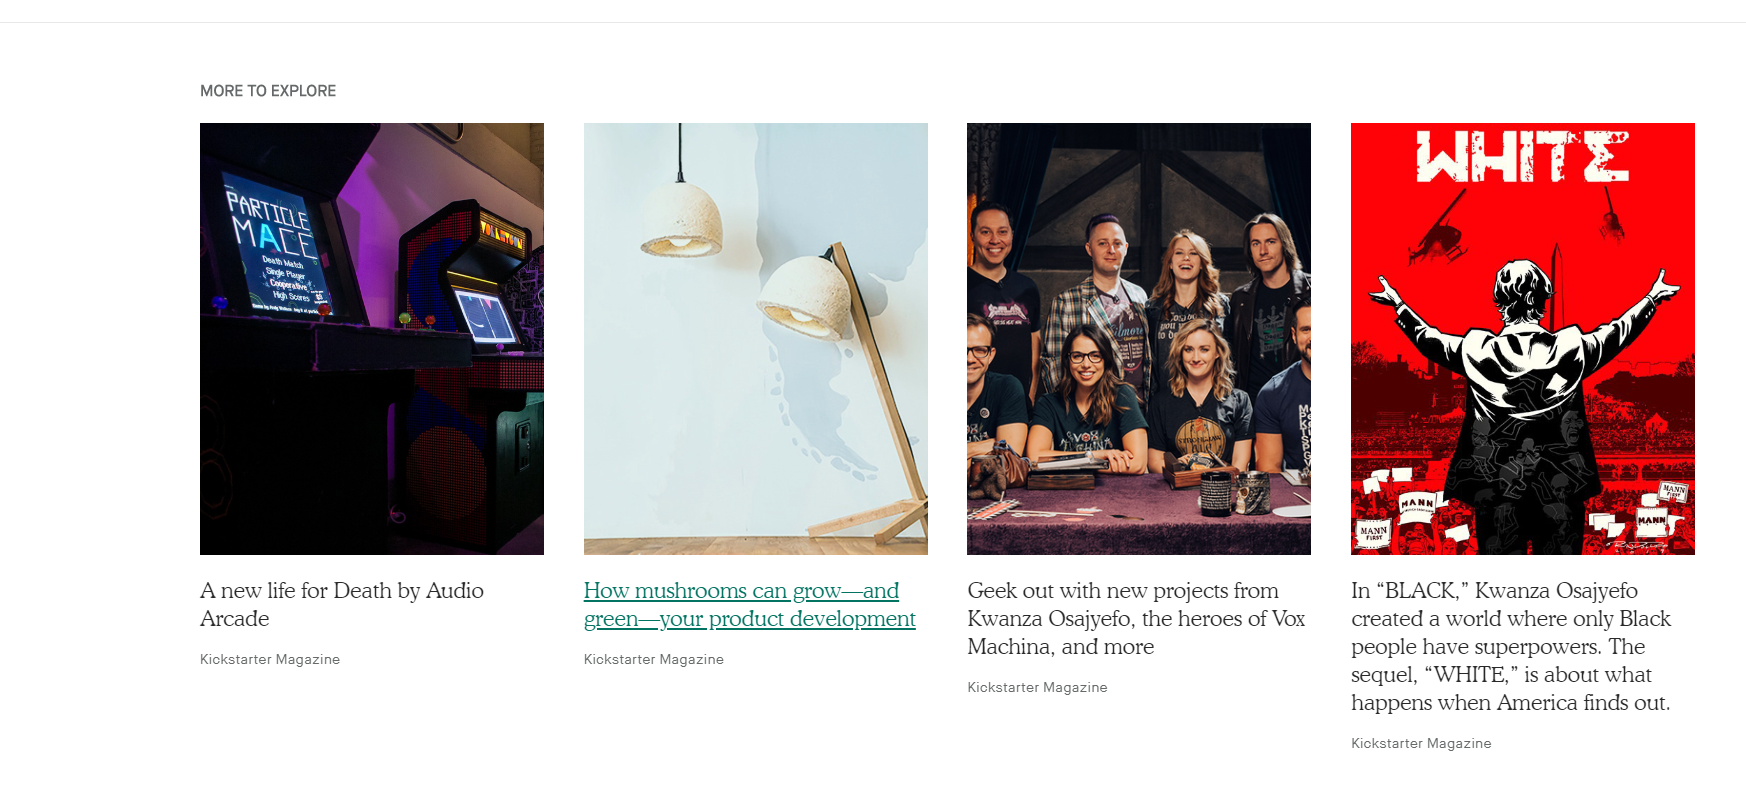 MORE TO EXPLORE
PARTICLE
MACE
Death Match
Single Player
Cooperative
High Scores
WHITE
MANN
MANN
FIRST
MANN
FIRST
MANN
A new life for Death by Audio
Arcade
Kickstarter Magazine
How mushrooms can grow—and
green—your product development
Kickstarter Magazine
Geek out with new projects from
Kwanza Osajyefo, the heroes of Vox
Machina, and more
Kickstarter Magazine
In “BLACK,” Kwanza Osajyefo
created a world where only Black
people have superpowers. The
sequel, “WHITE,” is about what
happens when America finds out.
Kickstarter Magazine